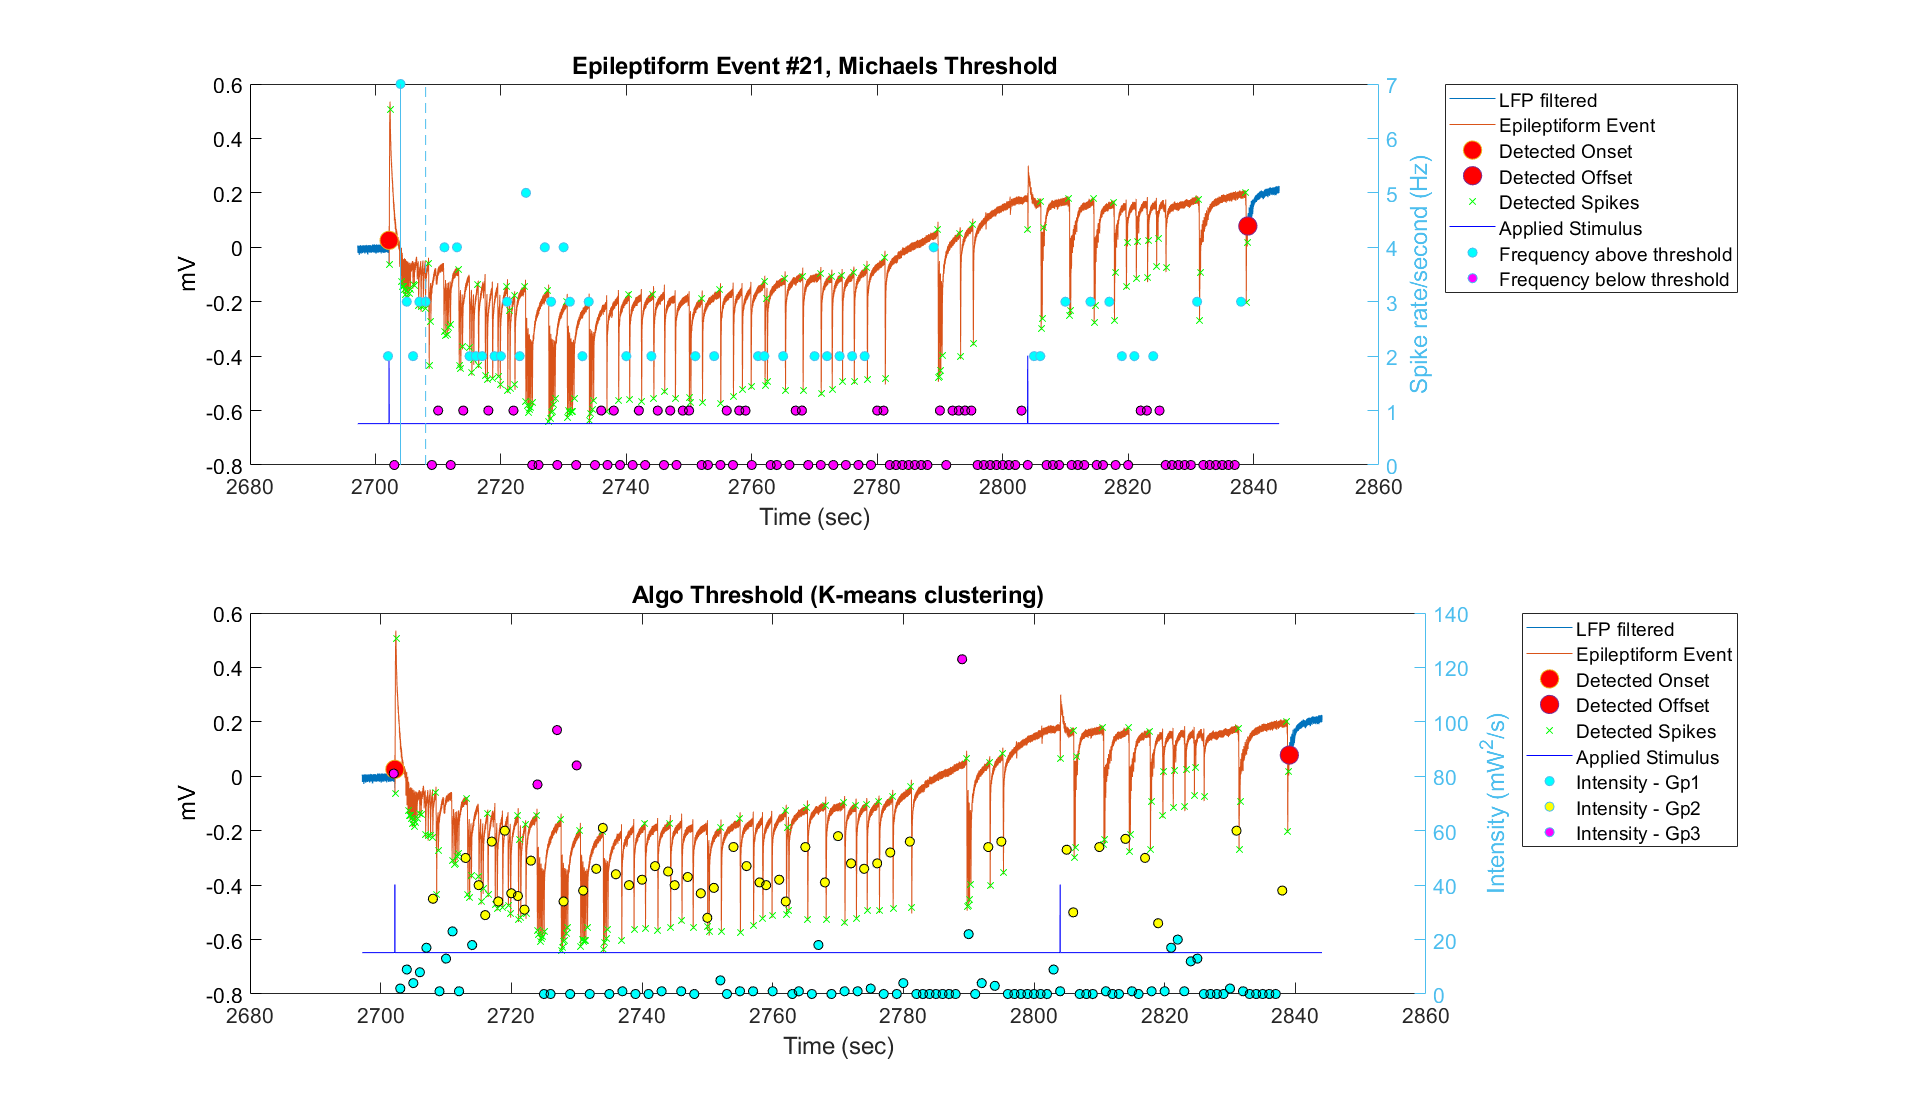 Epileptiform Event #21, Michaels Threshold
0.6
0.4
0.2
0
-0.2
-0.4
-0.6
-0.8
mV
2680
2700
2720
2740
2760
2780
2800
2820
2840
2860
Time (sec)
7
6
5
4
3
2
1
0
Spike rate/second (Hz)
LFP filtered
Epileptiform Event
Detected Onset
Detected Offset
Detected Spikes
Applied Stimulus
Frequency above threshold
Frequency below threshold
Algo Threshold (K-means clustering)
0.6
0.4
0.2
0
-0.2
-0.4
-0.6
-0.8
mV
2680
2700
2720
2740
2760
2780
2800
2820
2840
2860
Time (sec)
140
120
100
80
60
40
20
0
Intensity (mW²/s)
LFP filtered
Epileptiform Event
Detected Onset
Detected Offset
Detected Spikes
Applied Stimulus
Intensity - Gp1
Intensity - Gp2
Intensity - Gp3